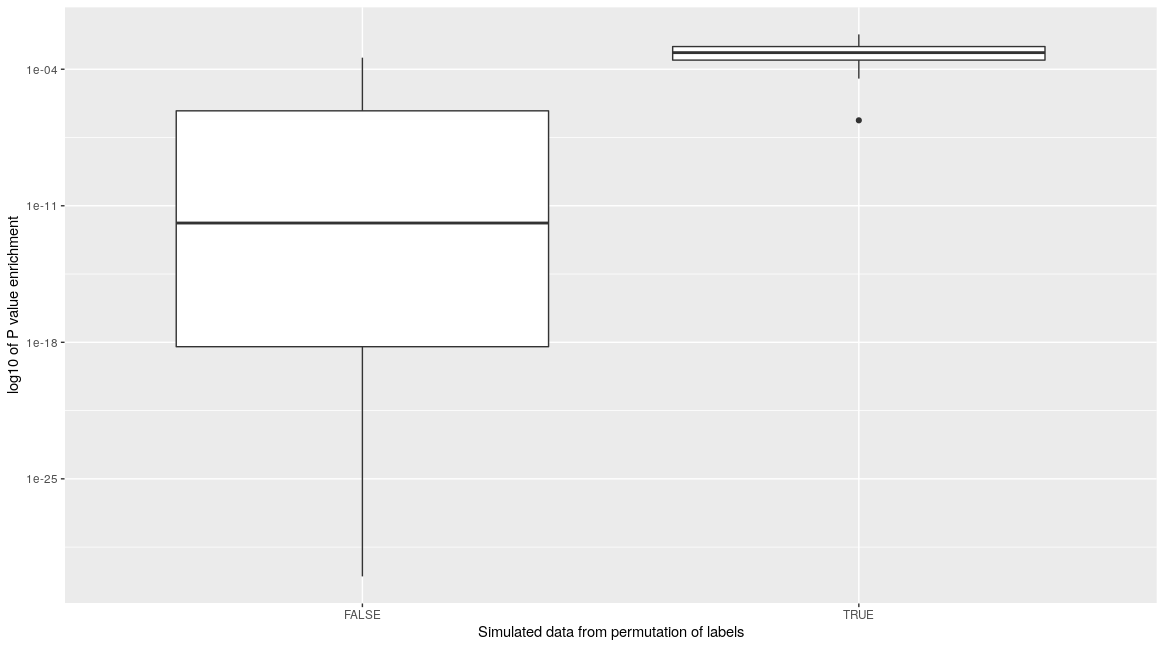 log10 of P value enrichment
1e-04
1e-11
1e-18
1e-25
FALSE
TRUE
Simulated data from permutation of labels